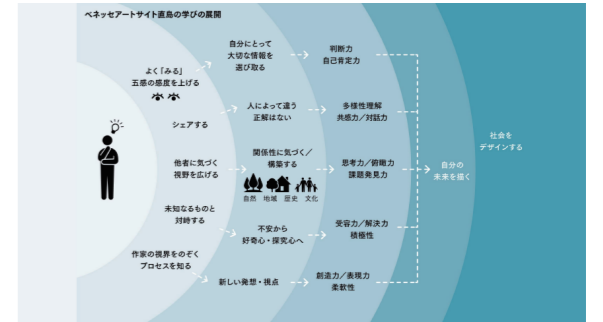 ベネッセアートサイト直島の学びの展開
よく「みる」
五感の感度を上げる
シェアする
他者に気づく
視野を広げる
未知なるものと
対峙する
作家の視界をのぞく
プロセスを知る
自分にとって
大切な情報を
選び取る
人によって違う
正解はない
関係性に気づく／
構築する
自然 地域 歴史 文化
不安から
好奇心・探究心へ
新しい発想・視点
判断力
自己肯定力
多様性理解
共感力／対話力
思考力／俯瞰力
課題発見力
受容力／解決力
積極性
創造力／表現力
柔軟性
自分の
未来を描く
社会を
デザインする